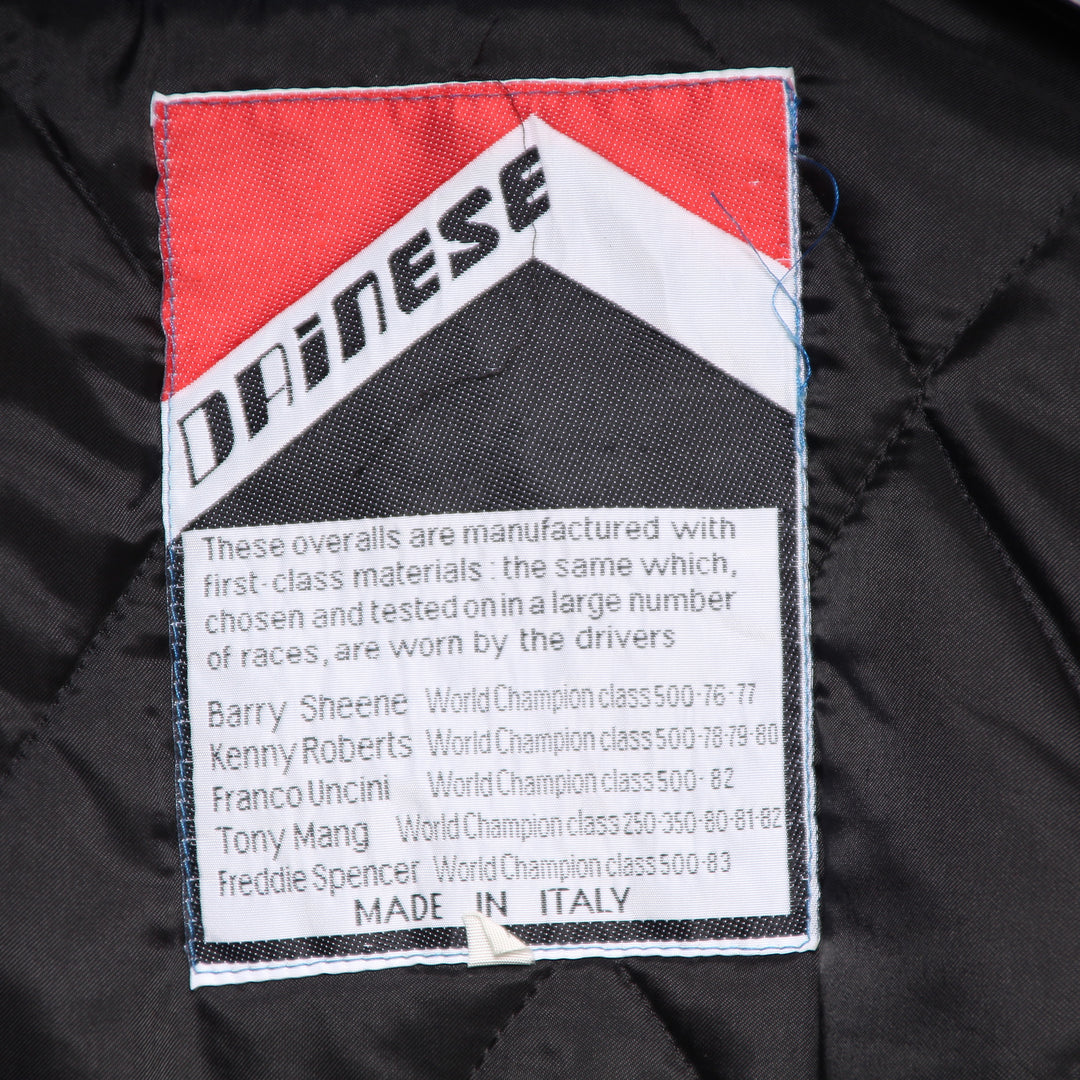 DAiNESE
These overalls are manufactured with
first-class materials : the same which,
chosen and tested on in a large number
of races, are worn by the drivers
Barry Sheene World Champion class 500-76-77
Kenny Roberts World Champion class 500-78-79-80
Franco Uncini World Champion class 500-82
Tony Mang World Champion class 250-350-80-81-82
Freddie Spencer World Champion class 500-83
MADE IN ITALY